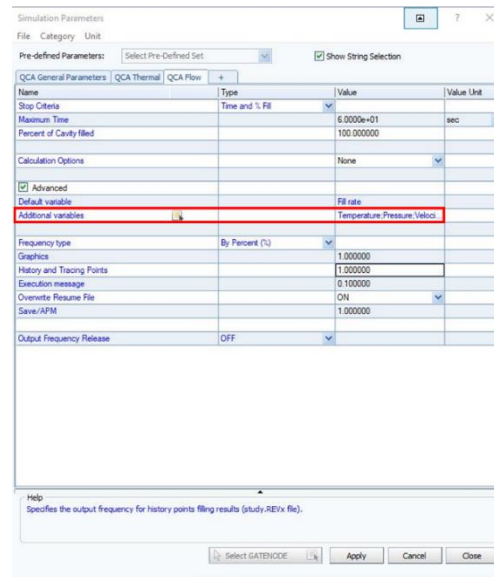 Simulation Parameters ? X
File Category Unit
Pre-defined Parameters: Select Pre-Defined Set Show String Selection
QCA General Parameters QCA Thermal QCA Flow +
Name Type Value Value Unit
Stop Criteria Time and % Fill
Maximum Time 6.0000e+01 sec
Percent of Cavity filled 100.000000
Calculation Options None
Advanced
Default variable Fill rate
Additional variables Temperature;Pressure;Veloci...
Frequency type By Percent (%)
Graphics 1.000000
History and Tracing Points 1.000000
Execution message 0.100000
Overwrite Resume File ON
Save/APM 1.000000
Output Frequency Release OFF
Help
Specifies the output frequency for history points filling results (study.REVx file).
Select GATENODE Apply Cancel Close